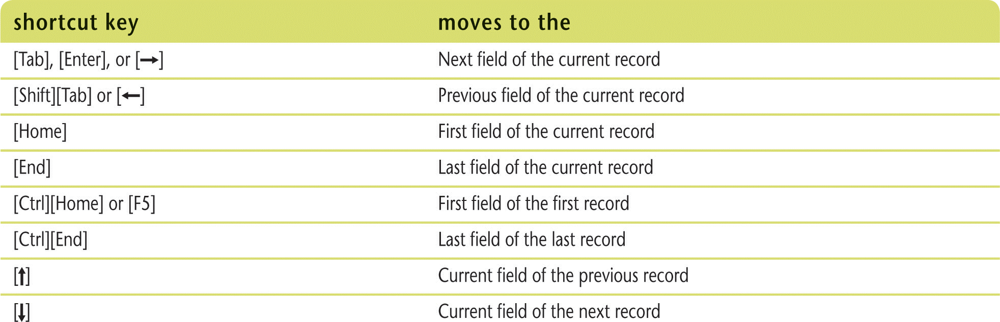 shortcut key moves to the
[Tab], [Enter], or [→] Next field of the current record
[Shift][Tab] or [←] Previous field of the current record
[Home] First field of the current record
[End] Last field of the current record
[Ctrl][Home] or [F5] First field of the first record
[Ctrl][End] Last field of the last record
[↑] Current field of the previous record
[↓] Current field of the next record